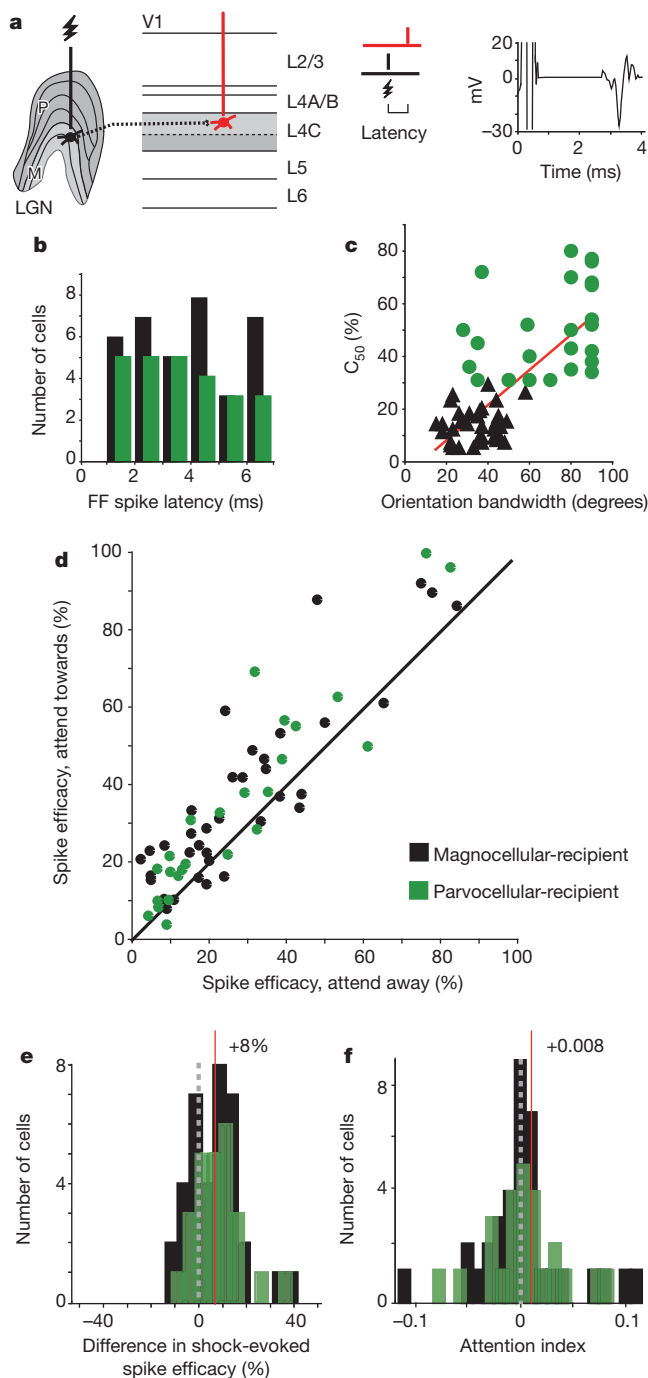 a
V1
L2/3
L4A/B
L4C
L5
L6
P
M
LGN
Latency
mV
0
–30
0 2 4
Time (ms)
b
Number of cells
8
6
4
2
0
0 2 4 6
FF spike latency (ms)
c
C50 (%)
100
80
60
40
20
0
0 20 40 60 80 100
Orientation bandwidth (degrees)
d
Spike efficacy, attend towards (%)
100
80
60
40
20
0
0 20 40 60 80 100
Spike efficacy, attend away (%)
Magnocellular-recipient
Parvocellular-recipient
e
+8%
Number of cells
8
4
0
–40 0 40
Difference in shock-evoked
spike efficacy (%)
f
+0.008
Number of cells
8
4
0
–0.1 0 0.1
Attention index